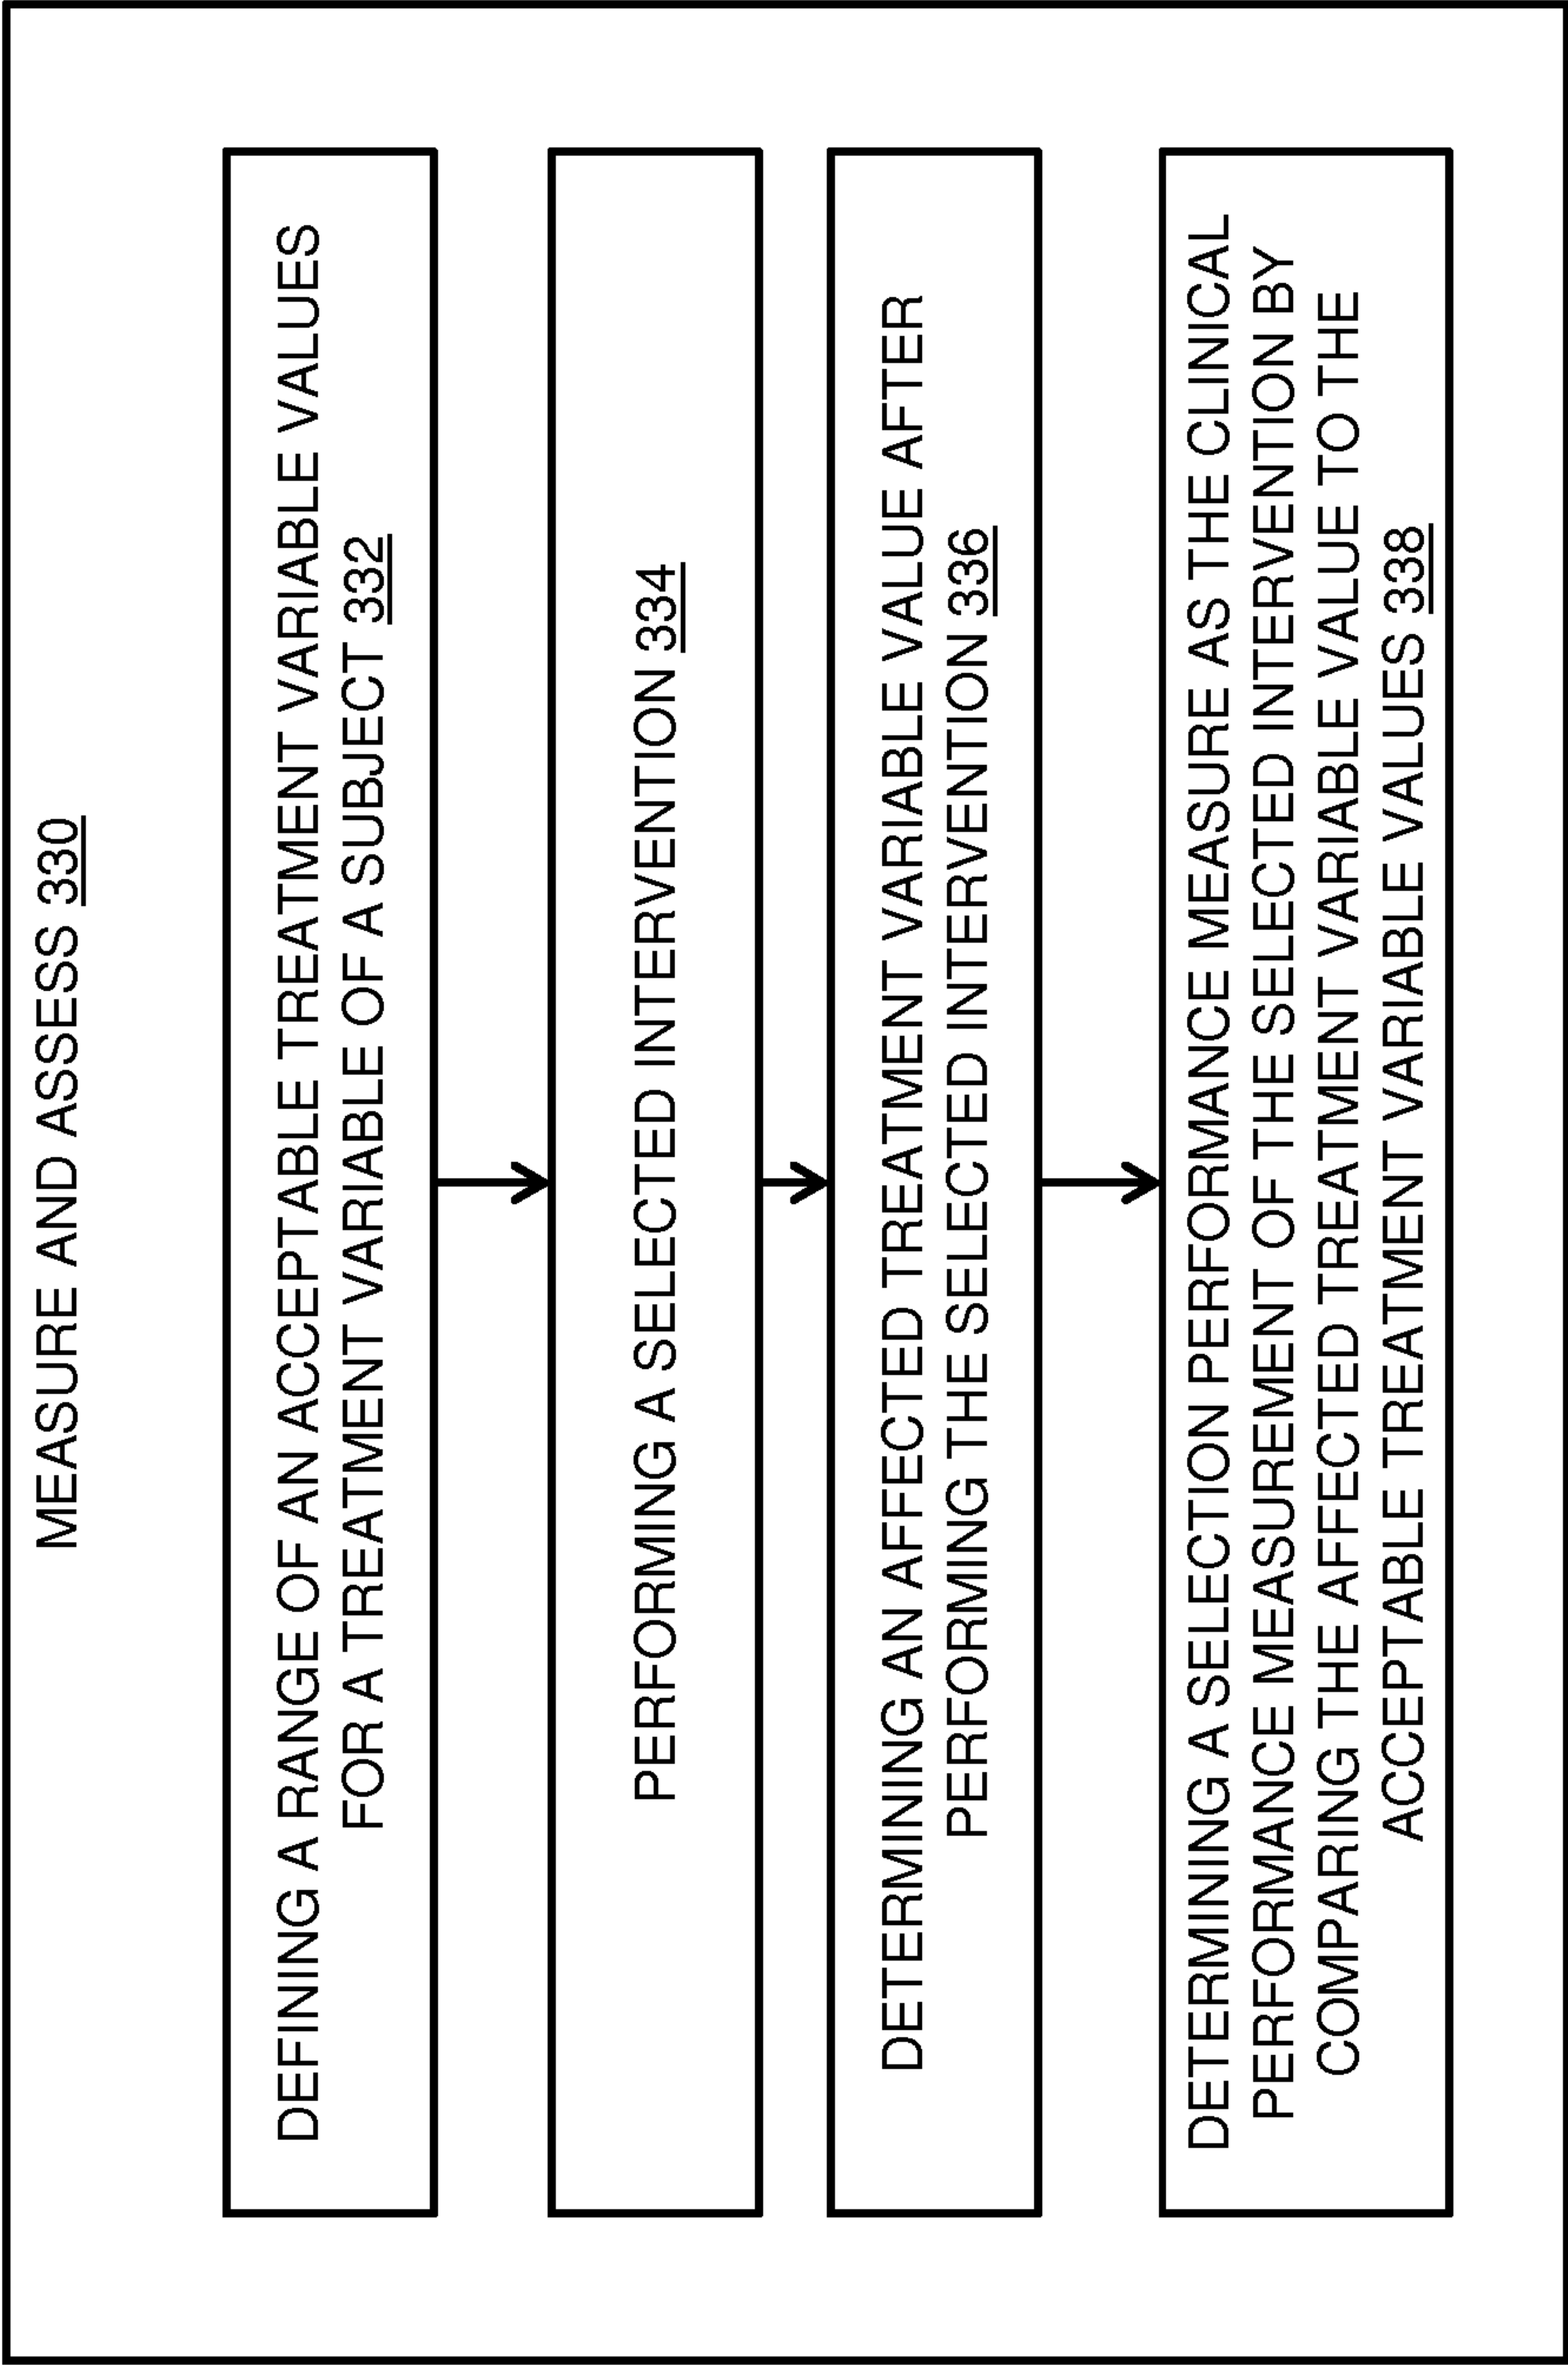 MEASURE AND ASSESS 330
DEFINING A RANGE OF AN ACCEPTABLE TREATMENT VARIABLE VALUES
FOR A TREATMENT VARIABLE OF A SUBJECT 332
PERFORMING A SELECTED INTERVENTION 334
DETERMINING AN AFFECTED TREATMENT VARIABLE VALUE AFTER
PERFORMING THE SELECTED INTERVENTION 336
DETERMINING A SELECTION PERFORMANCE MEASURE AS THE CLINICAL
PERFORMANCE MEASUREMENT OF THE SELECTED INTERVENTION BY
COMPARING THE AFFECTED TREATMENT VARIABLE VALUE TO THE
ACCEPTABLE TREATMENT VARIABLE VALUES 338